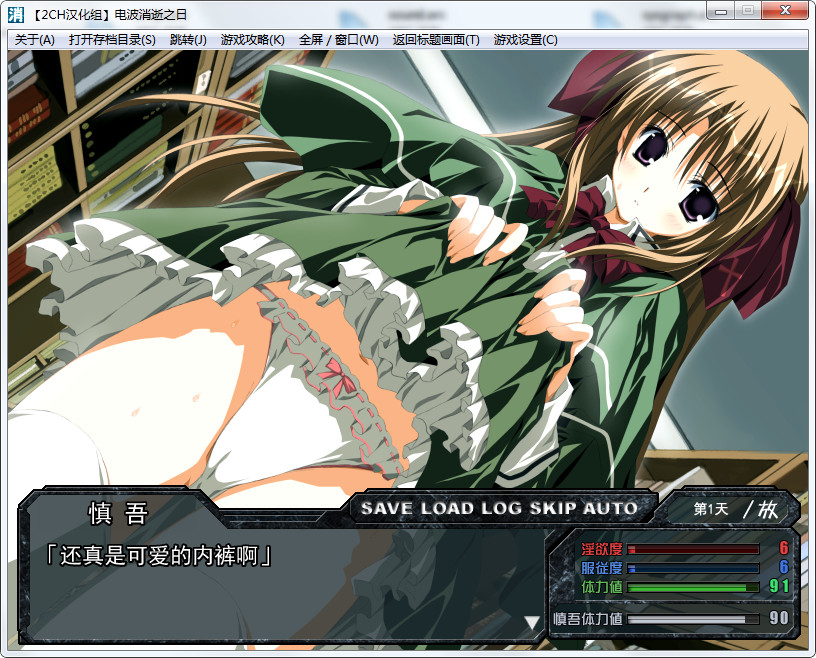 消 【2CH汉化组】电波消逝之日
关于(A) 打开存档目录(S) 跳转(J) 游戏攻略(K) 全屏 / 窗口(W) 返回标题画面(T) 游戏设置(C)
慎吾
SAVE LOAD LOG SKIP AUTO
第1天 / 放
「还真是可爱的内裤啊」
淫欲度 6
服従度 6
体力値 91
慎吾体力値 90